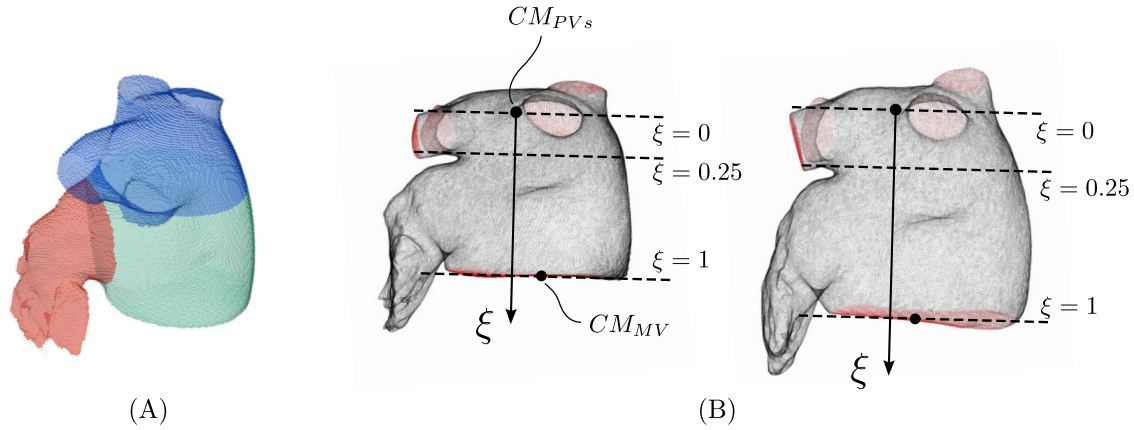 CM_{PVs}
ξ = 0
ξ = 0.25
ξ = 1
ξ
CM_{MV}
ξ = 0
ξ = 0.25
ξ = 1
ξ
(A)
(B)